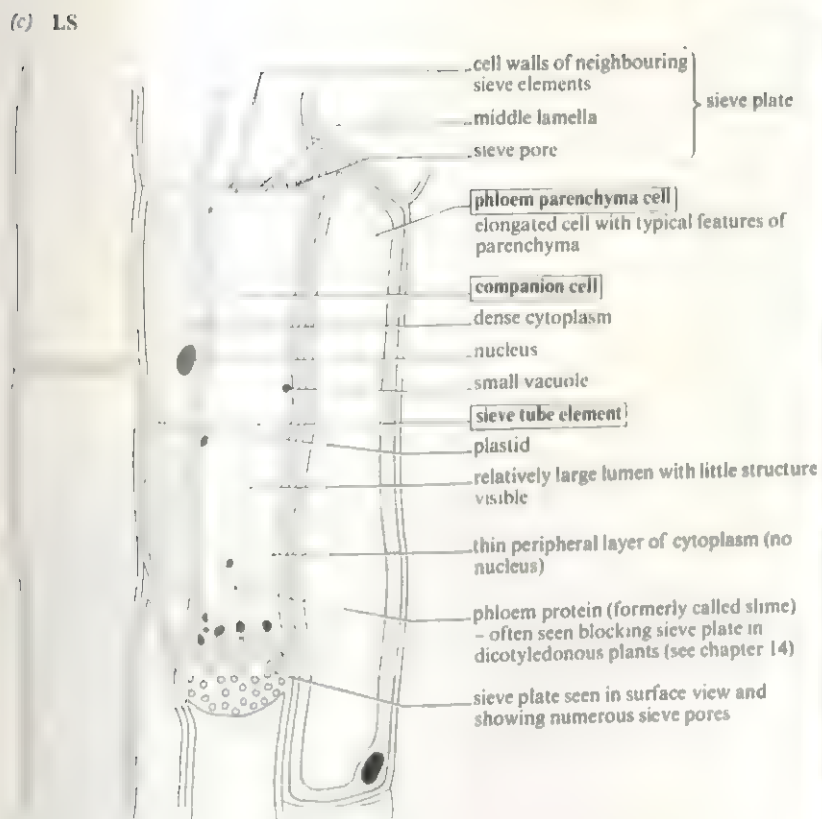 (c) LS
cell walls of neighbouring
sieve elements
sieve plate
middle lamella
sieve pore
phloem parenchyma cell
elongated cell with typical features of
parenchyma
companion cell
dense cytoplasm
nucleus
small vacuole
sieve tube element
plastid
relatively large lumen with little structure
visible
thin peripheral layer of cytoplasm (no
nucleus)
phloem protein (formerly called slime)
– often seen blocking sieve plate in
dicotyledonous plants (see chapter 14)
sieve plate seen in surface view and
showing numerous sieve pores